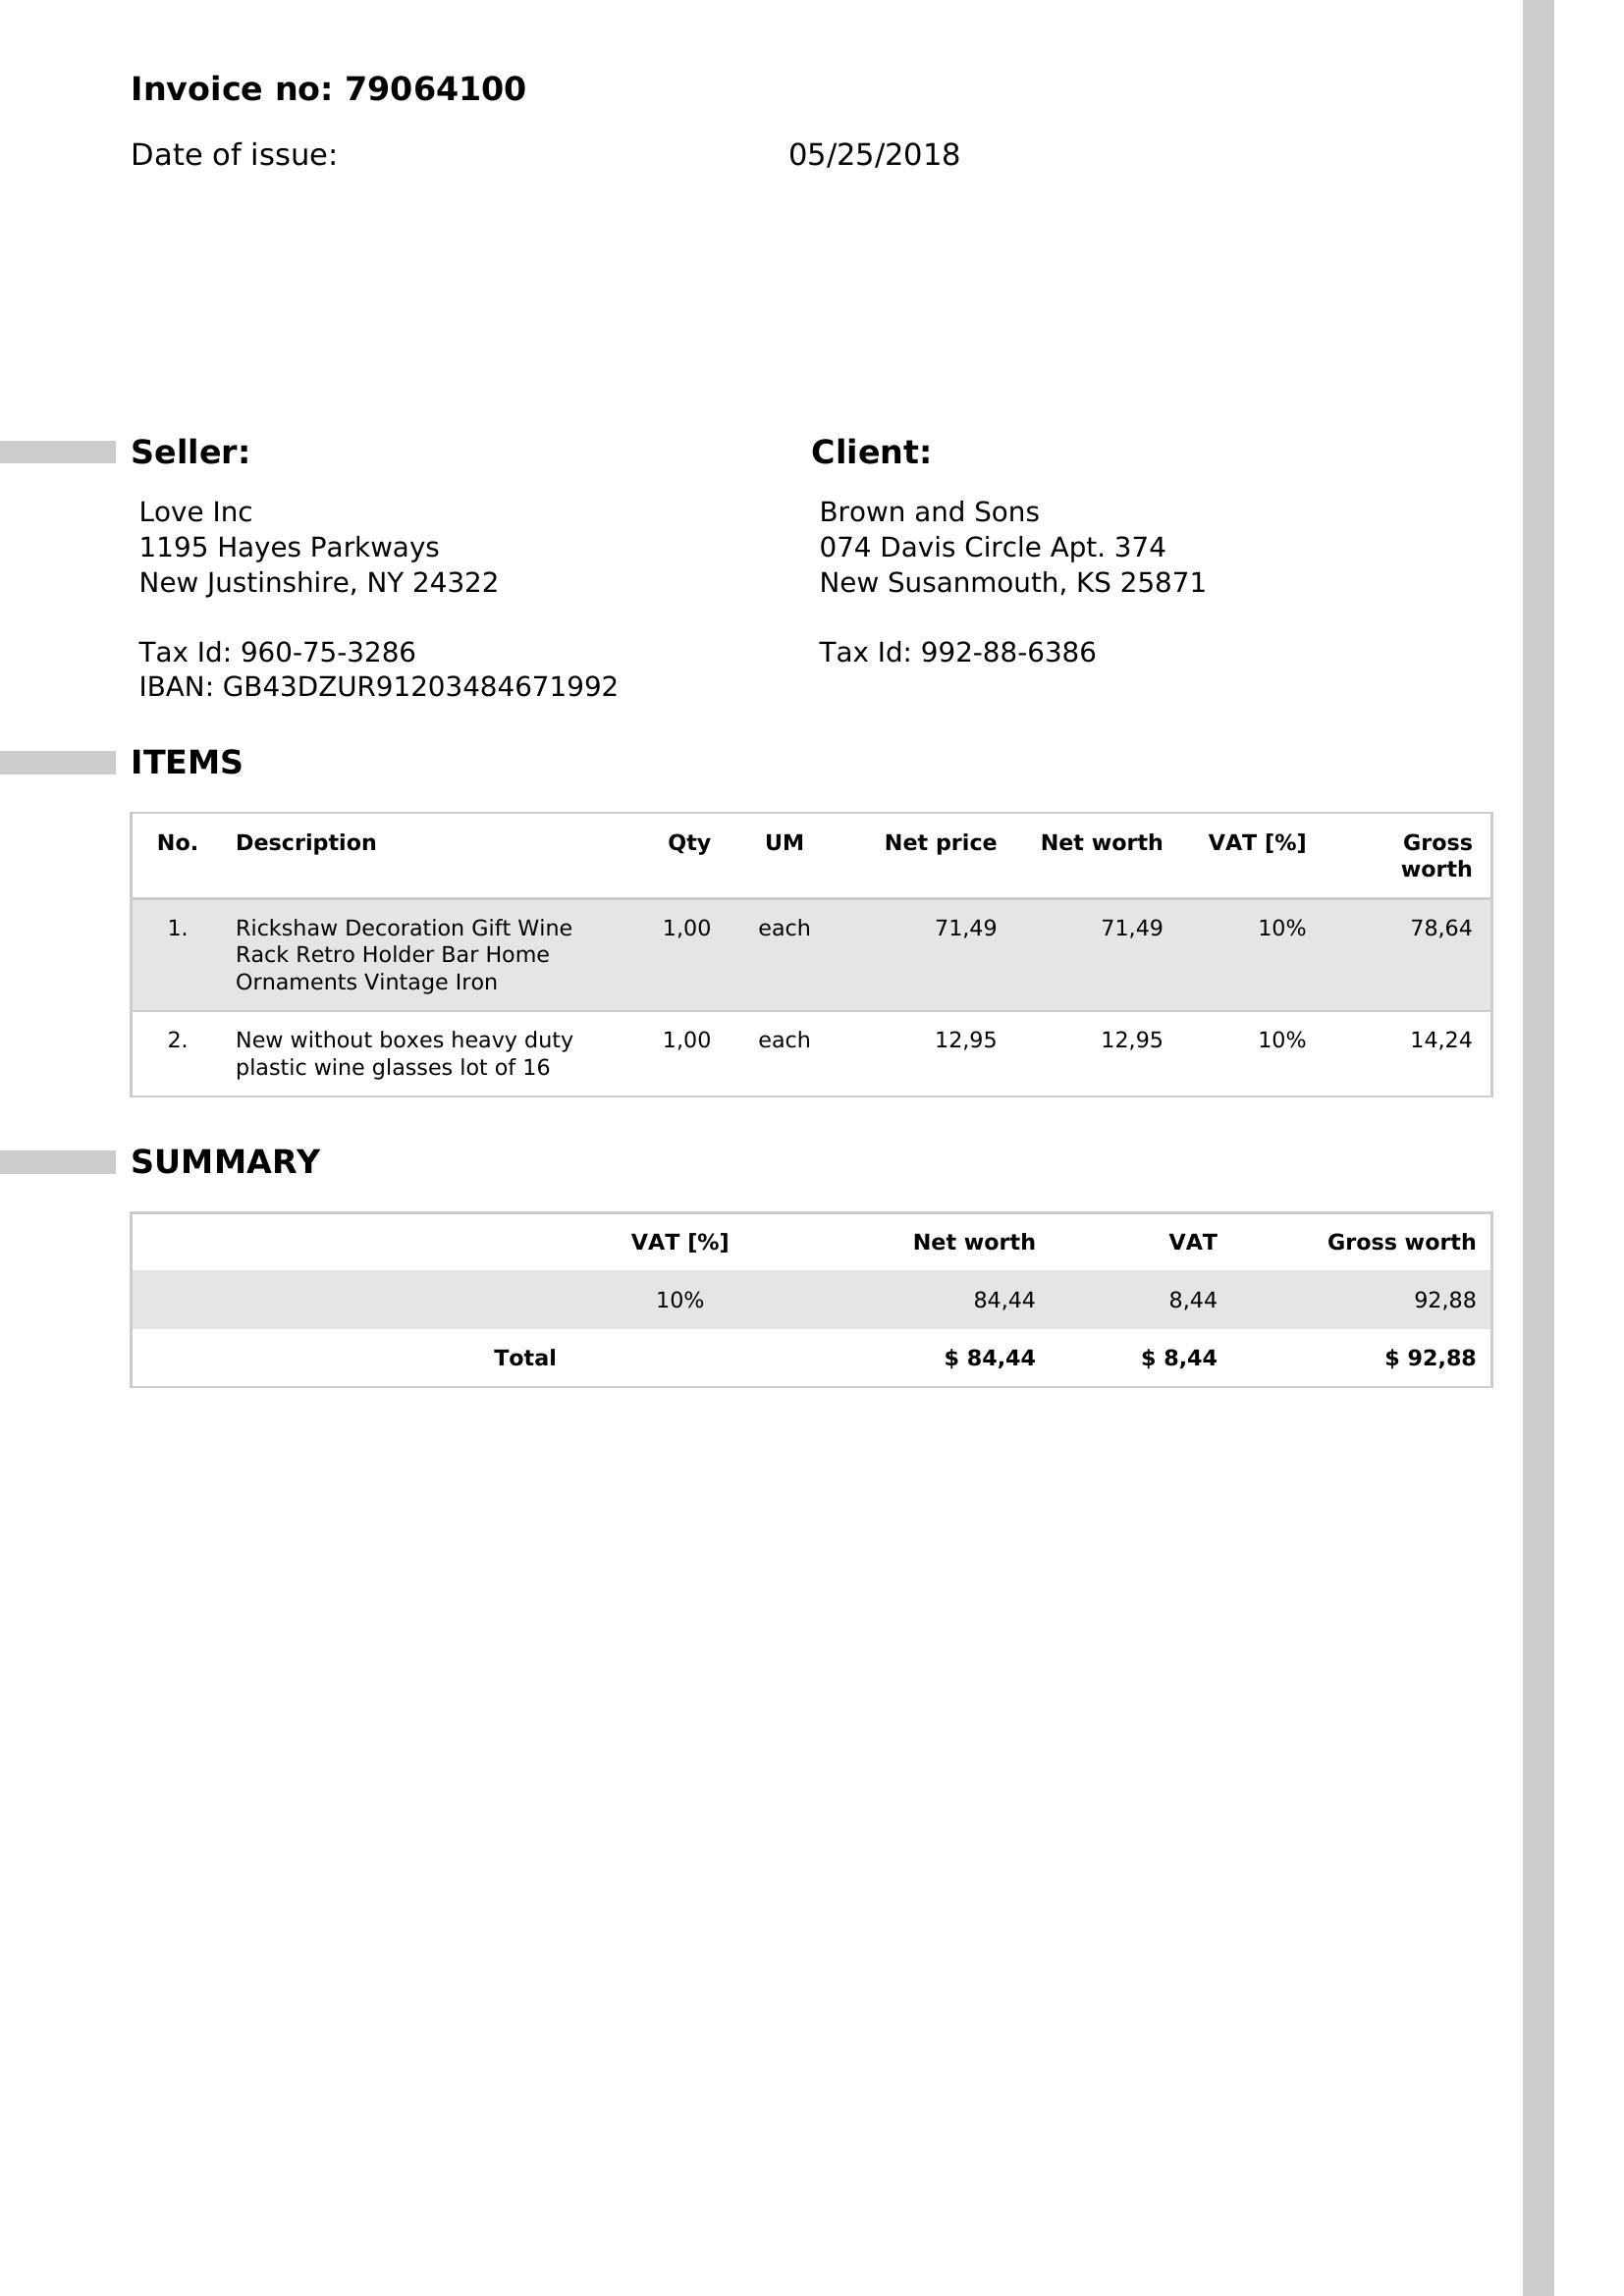 Invoice no: 79064100
Date of issue: 05/25/2018
Seller:
Love Inc
1195 Hayes Parkways
New Justinshire, NY 24322
Tax Id: 960-75-3286
IBAN: GB43DZUR91203484671992
Client:
Brown and Sons
074 Davis Circle Apt. 374
New Susanmouth, KS 25871
Tax Id: 992-88-6386
ITEMS
No. Description Qty UM Net price Net worth VAT [%] Gross
worth
1. Rickshaw Decoration Gift Wine 1,00 each 71,49 71,49 10% 78,64
Rack Retro Holder Bar Home
Ornaments Vintage Iron
2. New without boxes heavy duty 1,00 each 12,95 12,95 10% 14,24
plastic wine glasses lot of 16
SUMMARY
VAT [%] Net worth VAT Gross worth
10% 84,44 8,44 92,88
Total $ 84,44 $ 8,44 $ 92,88